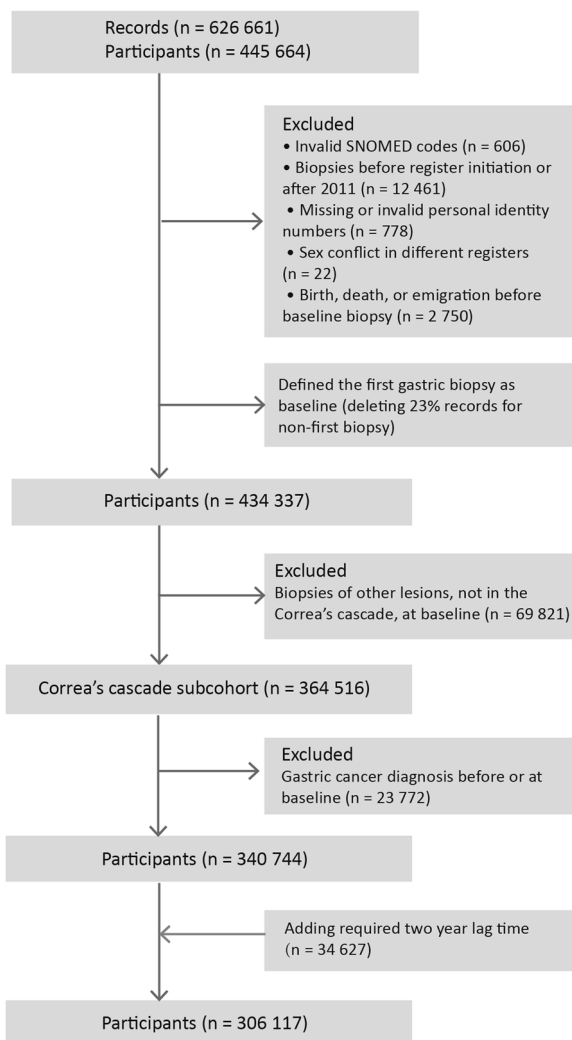 Records (n = 626 661)
Participants (n = 445 664)
Excluded
• Invalid SNOMED codes (n = 606)
• Biopsies before register initiation or
after 2011 (n = 12 461)
• Missing or invalid personal identity
numbers (n = 778)
• Sex conflict in different registers
(n = 22)
• Birth, death, or emigration before
baseline biopsy (n = 2 750)
Defined the first gastric biopsy as
baseline (deleting 23% records for
non-first biopsy)
Participants (n = 434 337)
Excluded
Biopsies of other lesions, not in the
Correa’s cascade, at baseline (n = 69 821)
Correa’s cascade subcohort (n = 364 516)
Excluded
Gastric cancer diagnosis before or at
baseline (n = 23 772)
Participants (n = 340 744)
Adding required two year lag time
(n = 34 627)
Participants (n = 306 117)